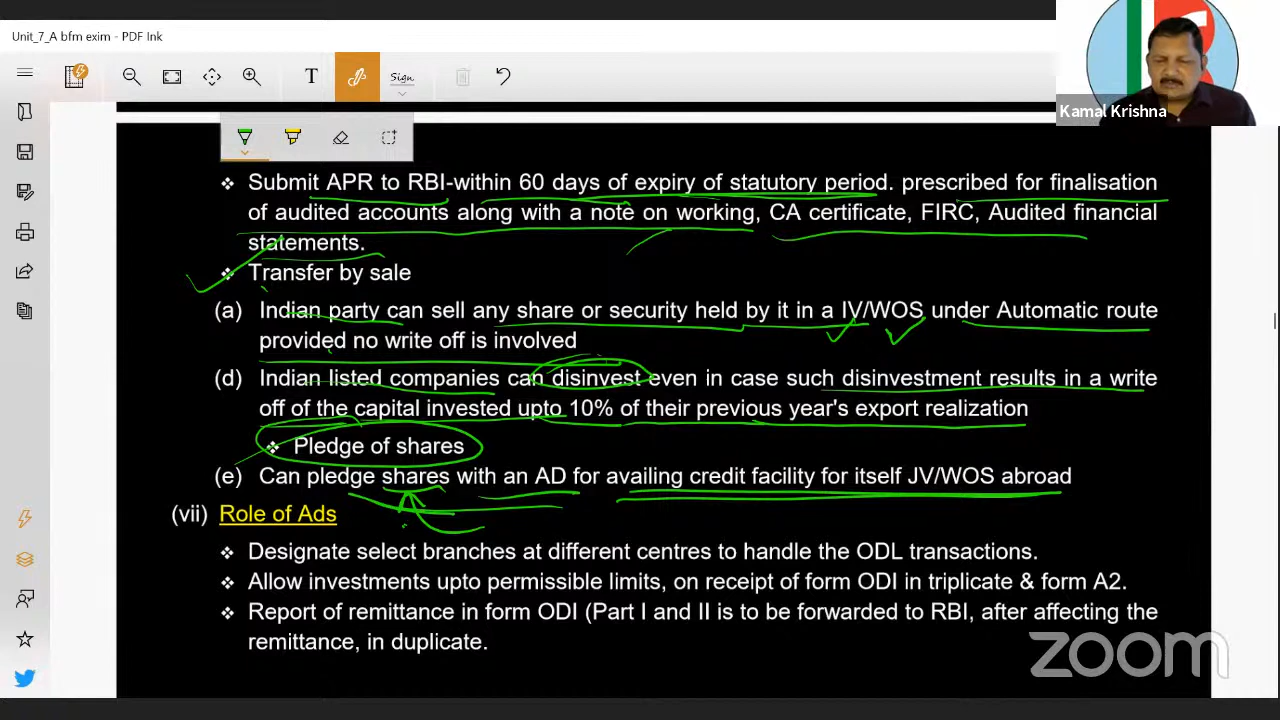 Unit_7_A bfm exim - PDF Ink
T
Sign
Kamal Krishna
❖ Submit APR to RBI-within 60 days of expiry of statutory period. prescribed for finalisation
of audited accounts along with a note on working, CA certificate, FIRC, Audited financial
statements.
❖ Transfer by sale
(a) Indian party can sell any share or security held by it in a IV/WOS under Automatic route
provided no write off is involved
(d) Indian listed companies can disinvest even in case such disinvestment results in a write
off of the capital invested upto 10% of their previous year's export realization
❖ Pledge of shares
(e) Can pledge shares with an AD for availing credit facility for itself JV/WOS abroad
(vii) Role of Ads
❖ Designate select branches at different centres to handle the ODL transactions.
❖ Allow investments upto permissible limits, on receipt of form ODI in triplicate & form A2.
❖ Report of remittance in form ODI (Part I and II is to be forwarded to RBI, after affecting the
remittance, in duplicate.
zoom